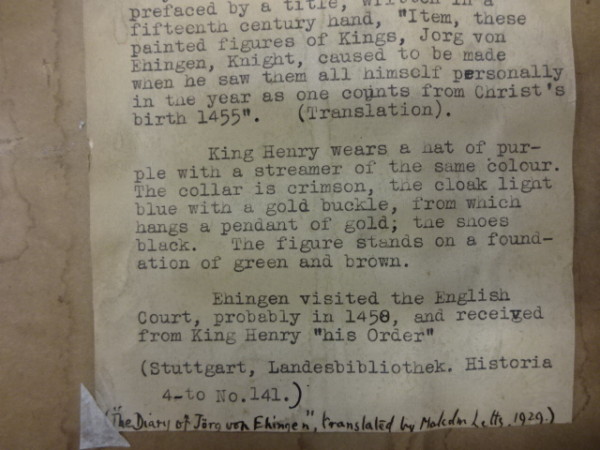 prefaced by a title, written in a
fifteenth century hand, "Item, these
painted figures of Kings, Jorg von
Ehingen, Knight, caused to be made
when he saw them all himself personally
in the year as one counts from Christ's
birth 1455". (Translation).
King Henry wears a hat of pur-
ple with a streamer of the same colour.
The collar is crimson, the cloak light
blue with a gold buckle, from which
hangs a pendant of gold; the shoes
black. The figure stands on a found-
ation of green and brown.
Ehingen visited the English
Court, probably in 1458, and received
from King Henry "his Order"
(Stuttgart, Landesbibliothek. Historia
4-to No.141.)
("The Diary of Jörg von Ehingen", translated by Malcolm Letts, 1929.)